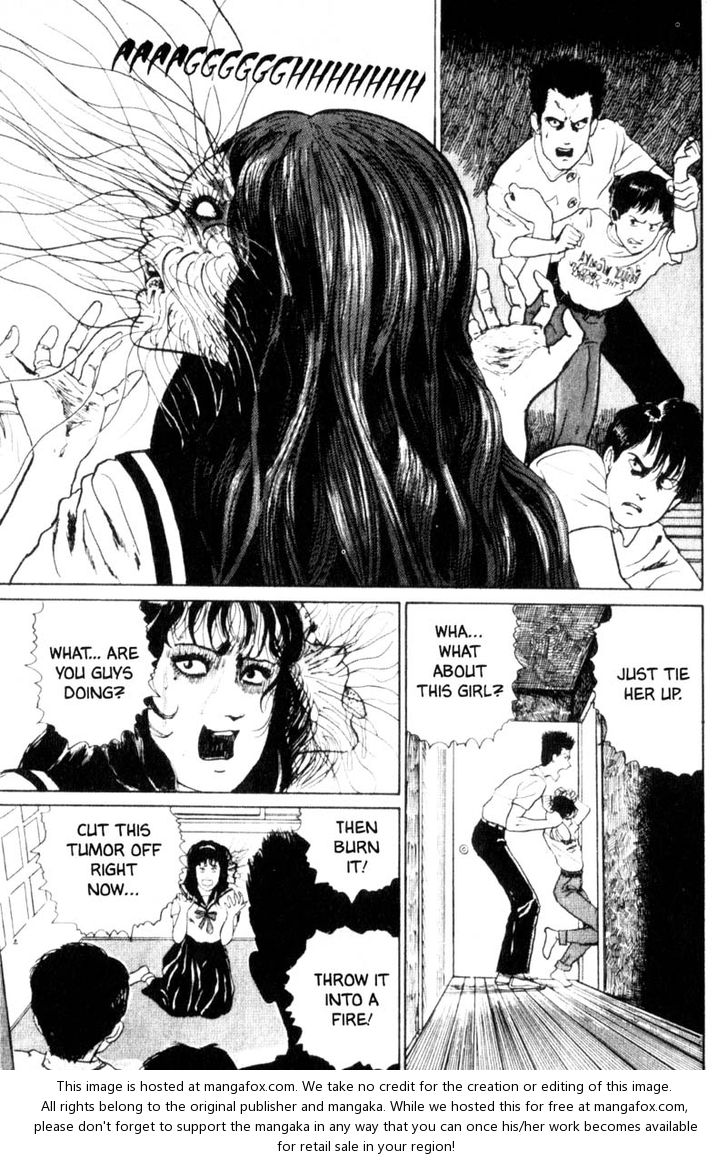 AAAAGGGGGGHHHHHHH
WHAT... ARE
YOU GUYS
DOING?
CUT THIS
TUMOR OFF
RIGHT
NOW...
THEN
BURN
IT!
THROW IT
INTO A
FIRE!
WHA...
WHAT
ABOUT
THIS GIRL?
JUST TIE
HER UP.
This image is hosted at mangafox.com. We take no credit for the creation or editing of this image.
All rights belong to the original publisher and mangaka. While we hosted this for free at mangafox.com,
please don't forget to support the mangaka in any way that you can once his/her work becomes available
for retail sale in your region!